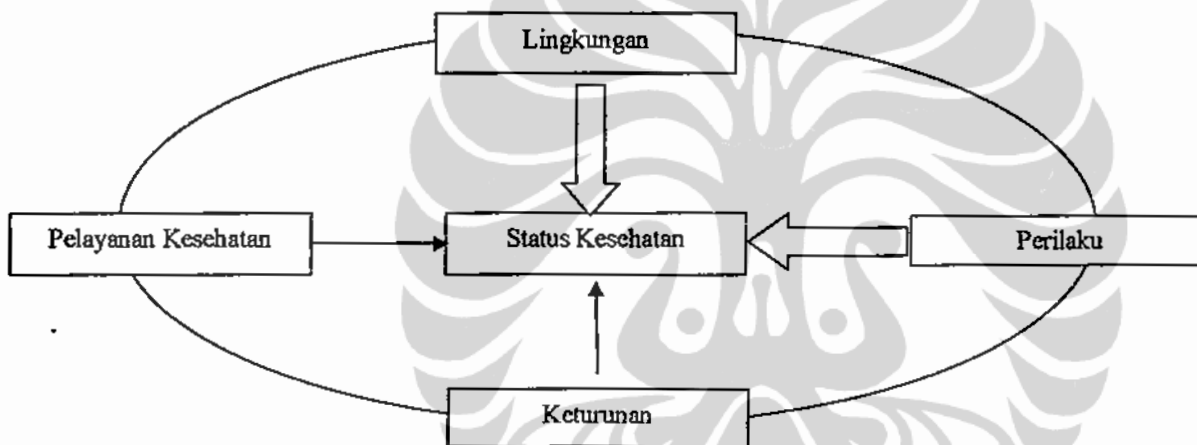 Lingkungan
Pelayanan Kesehatan
Status Kesehatan
Perilaku
Keturunan